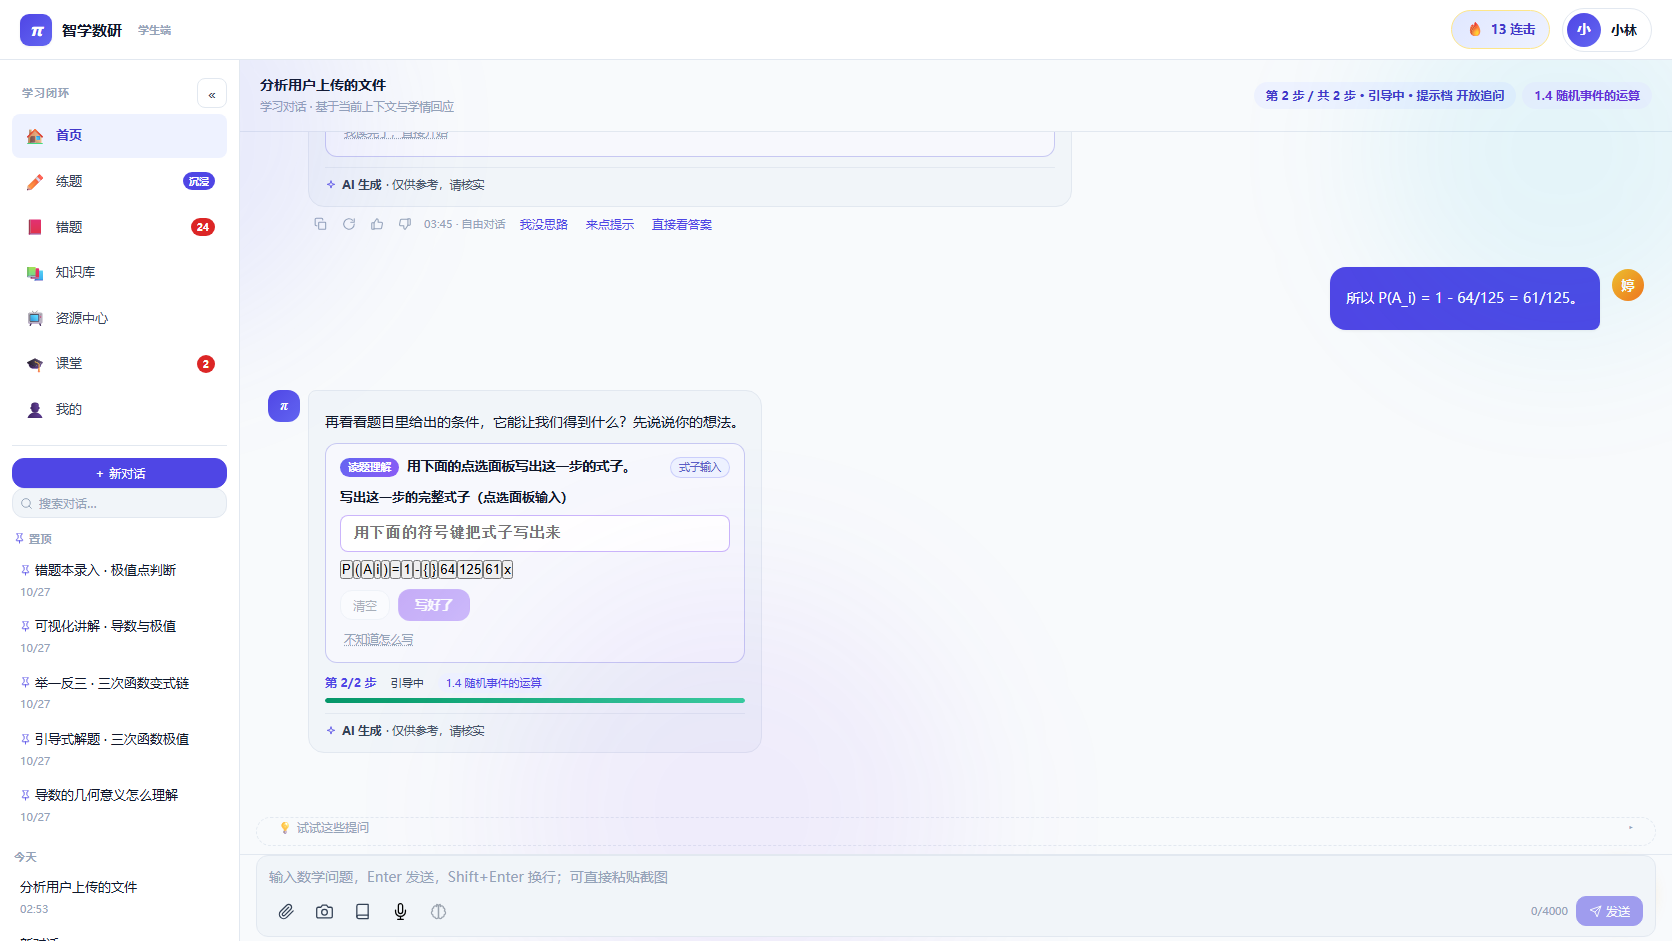 π 智学数研 学生端
13 连击
小 小林
学习闭环
«
首页
练题 沉浸
错题 24
知识库
资源中心
课堂 2
我的
+ 新对话
搜索对话...
置顶
错题本录入 · 极值点判断
10/27
可视化讲解 · 导数与极值
10/27
举一反三 · 三次函数变式链
10/27
引导式解题 · 三次函数极值
10/27
导数的几何意义怎么理解
10/27
今天
分析用户上传的文件
02:53
新对话
分析用户上传的文件
学习对话 · 基于当前上下文与学情回应
第 2 步 / 共 2 步 • 引导中 • 提示档 开放追问
1.4 随机事件的运算
我读完了，直接开始
AI 生成 · 仅供参考，请核实
03:45 · 自由对话 我没思路 来点提示 直接看答案
所以 P(A_i) = 1 - 64/125 = 61/125。
婷
π
再看看题目里给出的条件，它能让我们得到什么？先说说你的想法。
读题理解 用下面的点选面板写出这一步的式子。 式子输入
写出这一步的完整式子（点选面板输入）
用下面的符号键把式子写出来
P ( A i ) = 1 - { } 64 125 61 x
清空 写好了
不知道怎么写
第 2/2 步 引导中 1.4 随机事件的运算
AI 生成 · 仅供参考，请核实
试试这些提问
输入数学问题，Enter 发送，Shift+Enter 换行；可直接粘贴截图
0/4000 发送